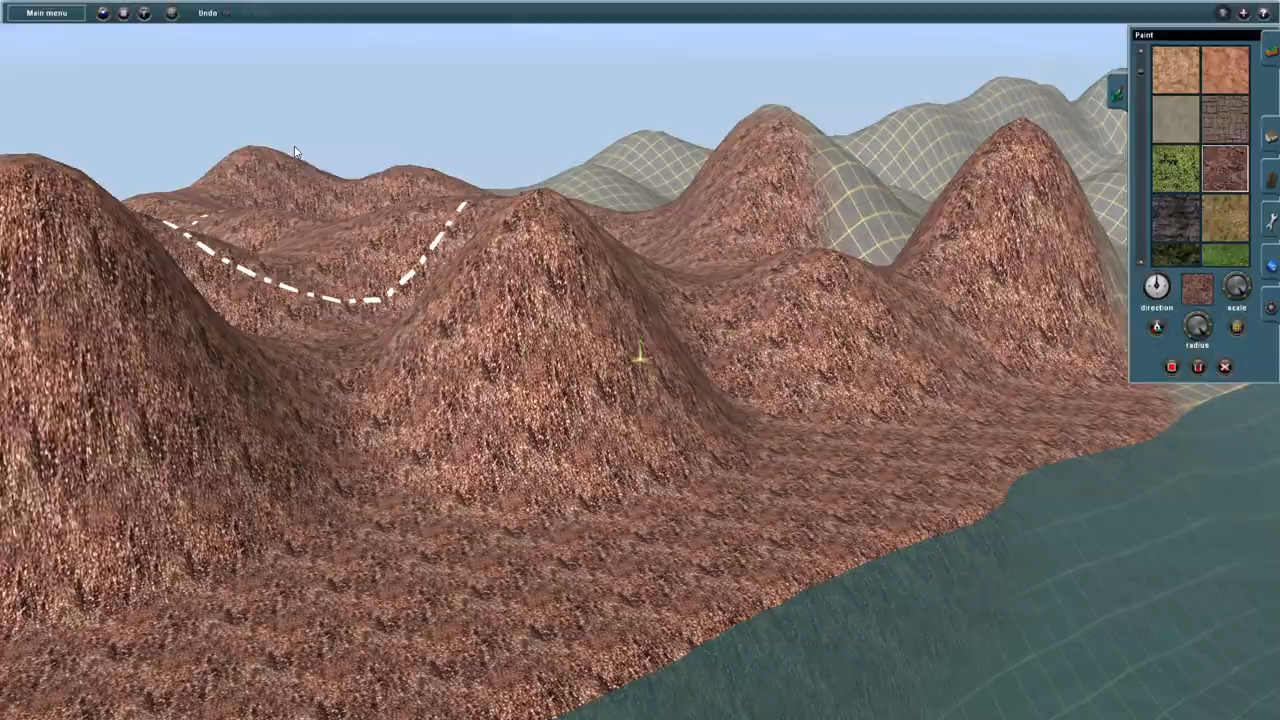 Main menu
Undo
Paint
direction
scale
radius